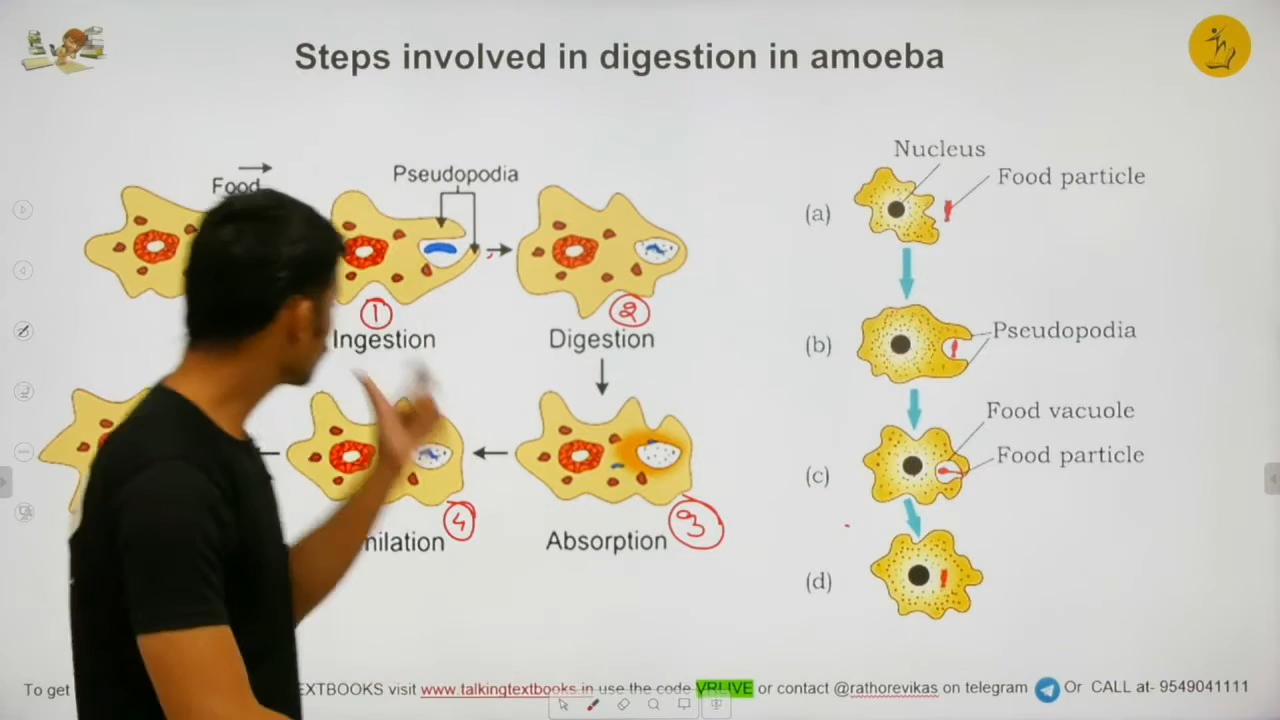 Steps involved in digestion in amoeba
Food
Pseudopodia
1
Ingestion
2
Digestion
4
milation
3
Absorption
Nucleus
Food particle
(a)
Pseudopodia
(b)
Food vacuole
Food particle
(c)
(d)
To get EXTBOOKS visit www.talkingtextbooks.in use the code VRLIVE or contact @rathorevikas on telegram Or CALL at- 9549041111